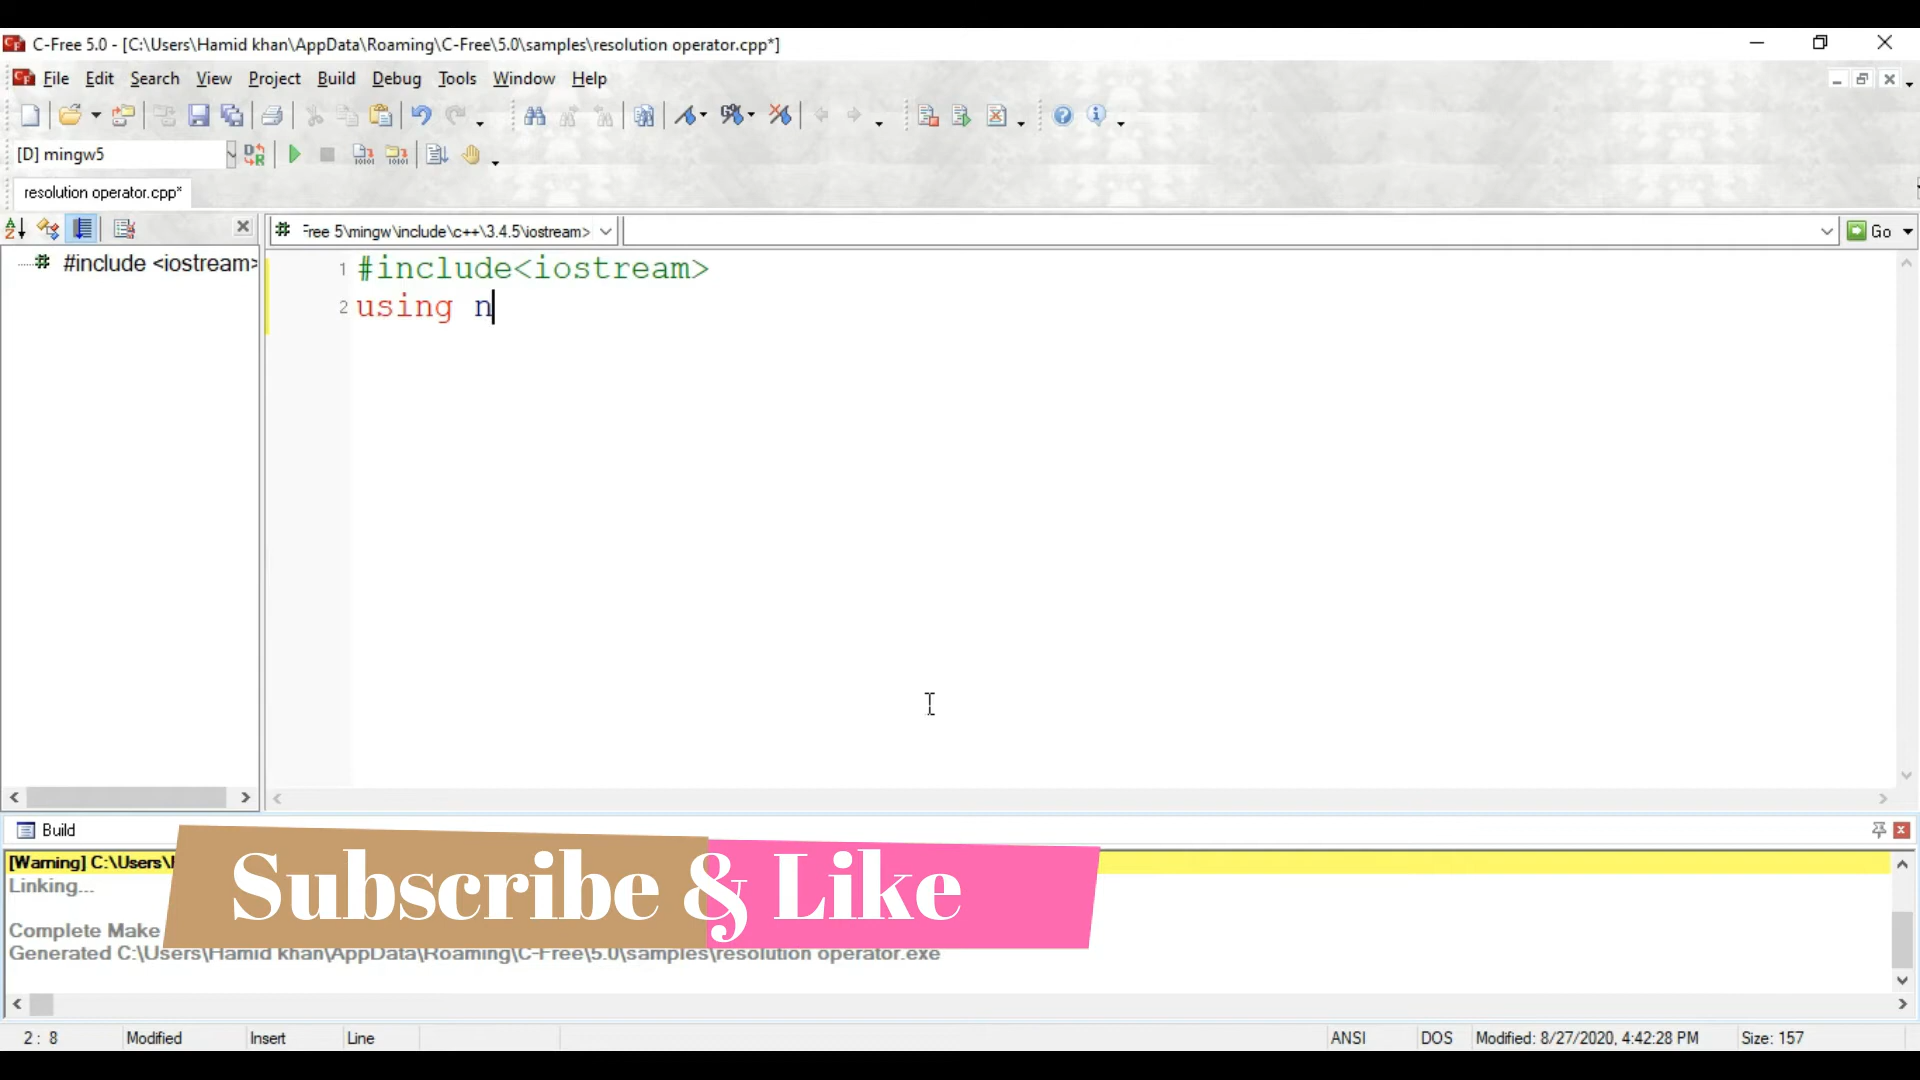 C-Free 5.0 - [C:\Users\Hamid khan\AppData\Roaming\C-Free\5.0\samples\resolution operator.cpp*]
File Edit Search View Project Build Debug Tools Window Help
[D] mingw5
resolution operator.cpp*
Free 5\mingw\include\c++\3.4.5\iostream>
Go
#include <iostream>
1 #include<iostream>
2 using n
Build
[Warning] C:\Users\
Linking...
Subscribe & Like
Complete Make
Generated C:\Users\Hamid khan\AppData\Roaming\C-Free\5.0\samples\resolution operator.exe
2: 8 Modified Insert Line ANSI DOS Modified: 8/27/2020, 4:42:28 PM Size: 157